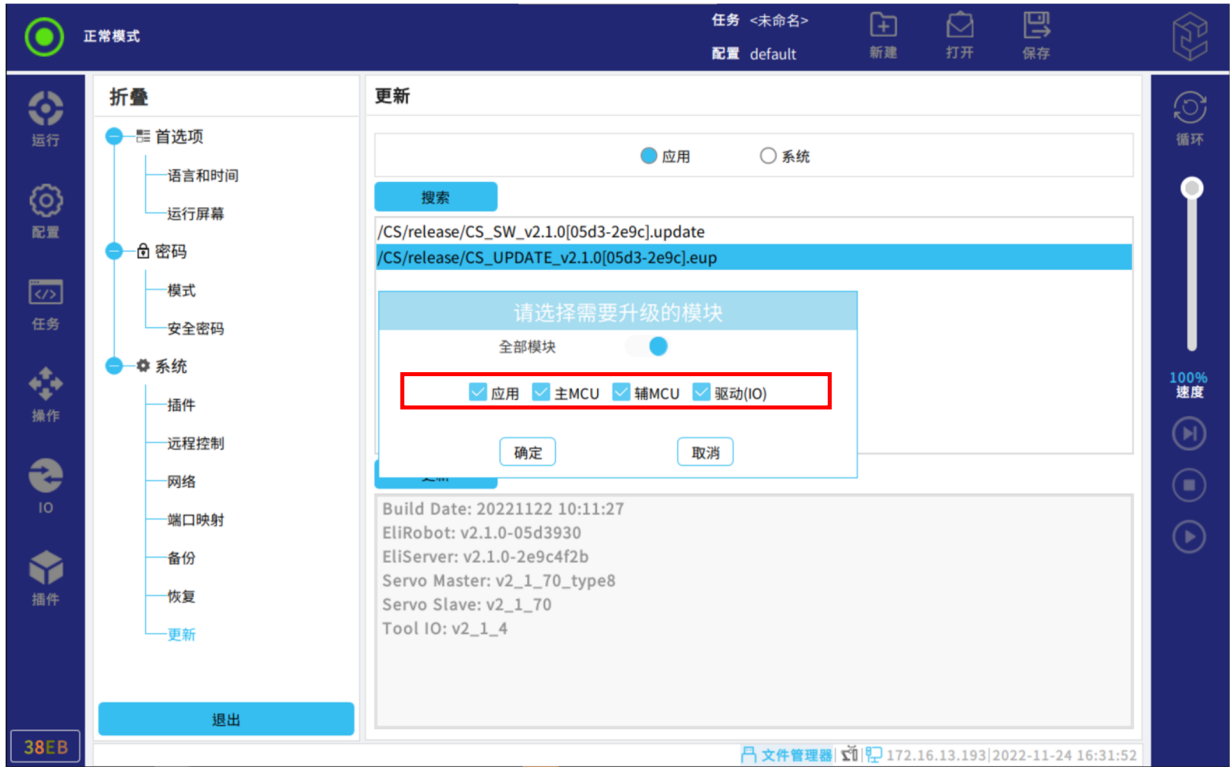 正常模式
任务 <未命名>
配置 default
新建 打开 保存
运行
配置
任务
操作
IO
插件
38EB
折叠
首选项
语言和时间
运行屏幕
密码
模式
安全密码
系统
插件
远程控制
网络
端口映射
备份
恢复
更新
退出
更新
应用 系统
搜索
/CS/release/CS_SW_v2.1.0[05d3-2e9c].update
/CS/release/CS_UPDATE_v2.1.0[05d3-2e9c].eup
请选择需要升级的模块
全部模块
应用 主MCU 辅MCU 驱动(IO)
确定 取消
Build Date: 20221122 10:11:27
EliRobot: v2.1.0-05d3930
EliServer: v2.1.0-2e9c4f2b
Servo Master: v2_1_70_type8
Servo Slave: v2_1_70
Tool IO: v2_1_4
循环
100%
速度
文件管理器 172.16.13.193 2022-11-24 16:31:52